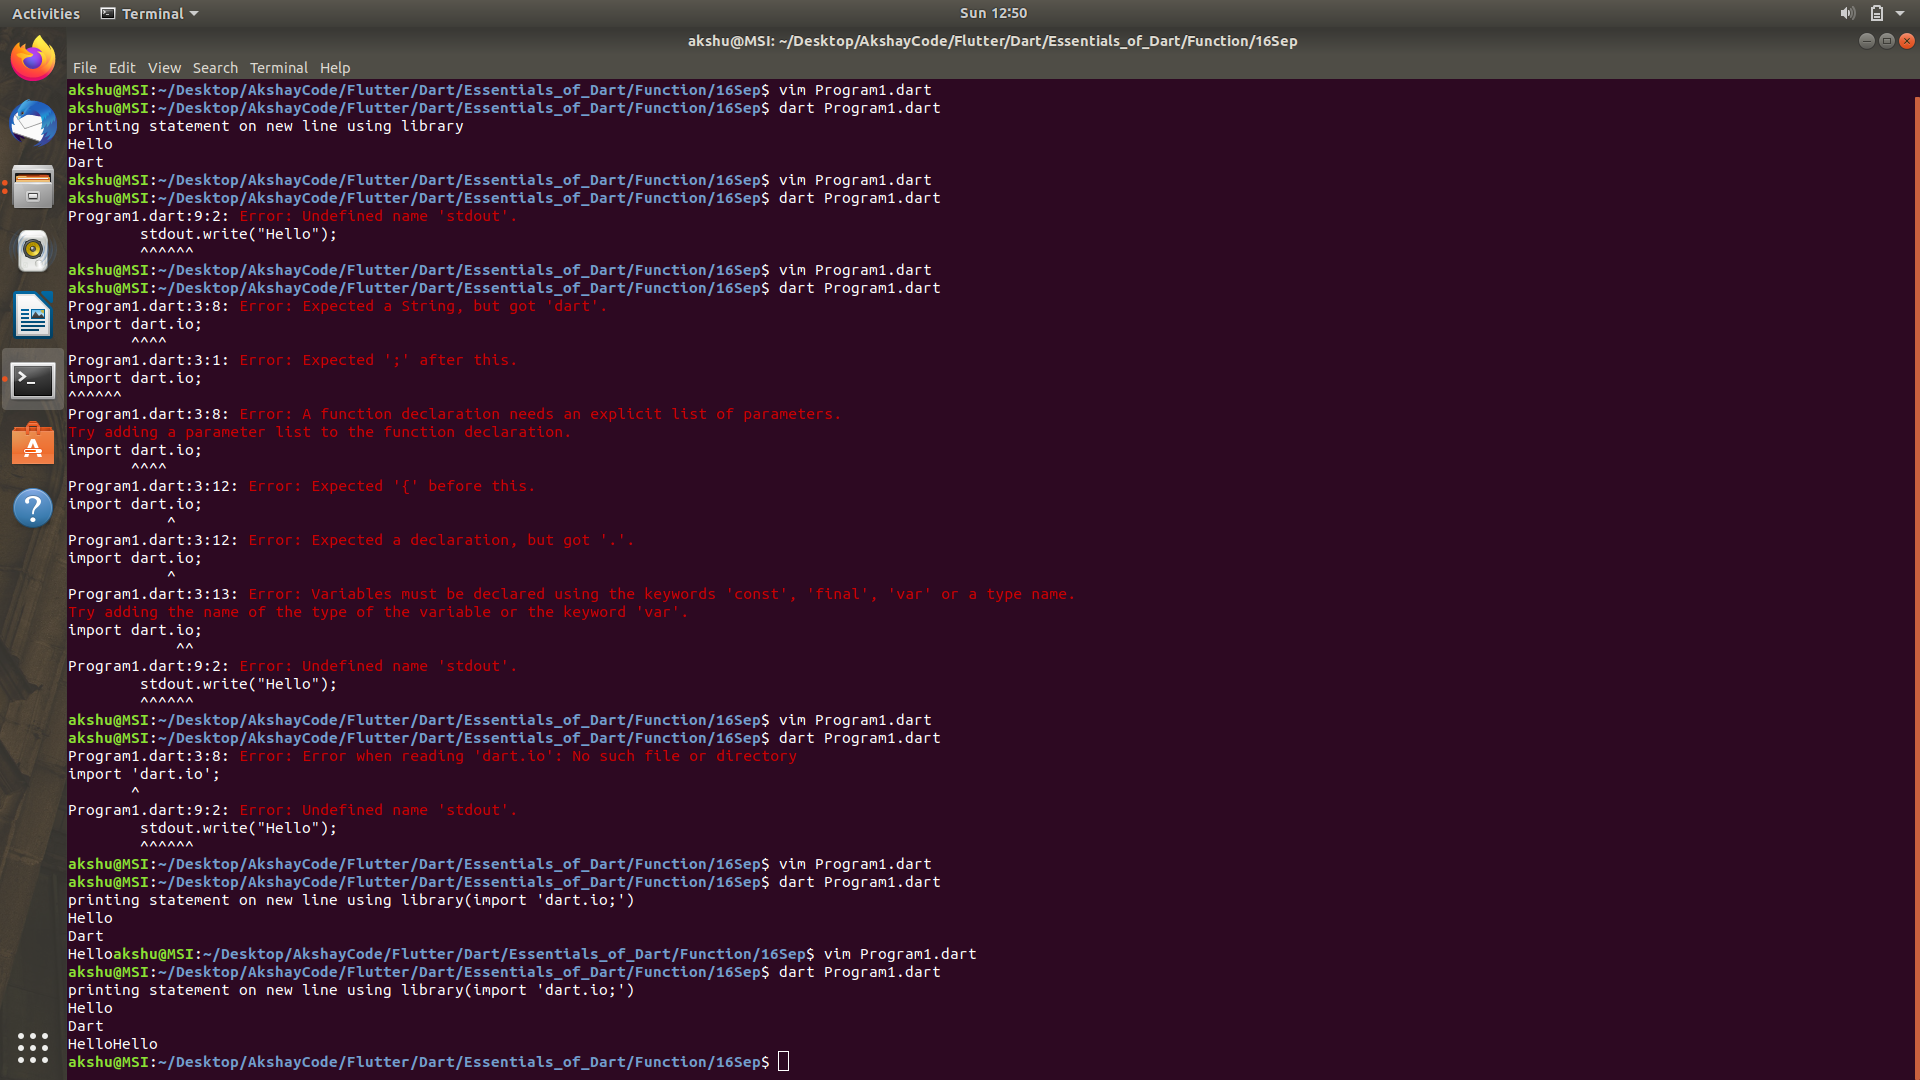 Activities Terminal Sun 12:50
akshu@MSI: ~/Desktop/AkshayCode/Flutter/Dart/Essentials_of_Dart/Function/16Sep
File Edit View Search Terminal Help
akshu@MSI:~/Desktop/AkshayCode/Flutter/Dart/Essentials_of_Dart/Function/16Sep$ vim Program1.dart
akshu@MSI:~/Desktop/AkshayCode/Flutter/Dart/Essentials_of_Dart/Function/16Sep$ dart Program1.dart
printing statement on new line using library
Hello
Dart
akshu@MSI:~/Desktop/AkshayCode/Flutter/Dart/Essentials_of_Dart/Function/16Sep$ vim Program1.dart
akshu@MSI:~/Desktop/AkshayCode/Flutter/Dart/Essentials_of_Dart/Function/16Sep$ dart Program1.dart
Program1.dart:9:2: Error: Undefined name 'stdout'.
        stdout.write("Hello");
        ^^^^^^
akshu@MSI:~/Desktop/AkshayCode/Flutter/Dart/Essentials_of_Dart/Function/16Sep$ vim Program1.dart
akshu@MSI:~/Desktop/AkshayCode/Flutter/Dart/Essentials_of_Dart/Function/16Sep$ dart Program1.dart
Program1.dart:3:8: Error: Expected a String, but got 'dart'.
import dart.io;
       ^^^^
Program1.dart:3:1: Error: Expected ';' after this.
import dart.io;
^^^^^^
Program1.dart:3:8: Error: A function declaration needs an explicit list of parameters.
Try adding a parameter list to the function declaration.
import dart.io;
       ^^^^
Program1.dart:3:12: Error: Expected '{' before this.
import dart.io;
           ^
Program1.dart:3:12: Error: Expected a declaration, but got '.'.
import dart.io;
           ^
Program1.dart:3:13: Error: Variables must be declared using the keywords 'const', 'final', 'var' or a type name.
Try adding the name of the type of the variable or the keyword 'var'.
import dart.io;
            ^^
Program1.dart:9:2: Error: Undefined name 'stdout'.
        stdout.write("Hello");
        ^^^^^^
akshu@MSI:~/Desktop/AkshayCode/Flutter/Dart/Essentials_of_Dart/Function/16Sep$ vim Program1.dart
akshu@MSI:~/Desktop/AkshayCode/Flutter/Dart/Essentials_of_Dart/Function/16Sep$ dart Program1.dart
Program1.dart:3:8: Error: Error when reading 'dart.io': No such file or directory
import 'dart.io';
       ^
Program1.dart:9:2: Error: Undefined name 'stdout'.
        stdout.write("Hello");
        ^^^^^^
akshu@MSI:~/Desktop/AkshayCode/Flutter/Dart/Essentials_of_Dart/Function/16Sep$ vim Program1.dart
akshu@MSI:~/Desktop/AkshayCode/Flutter/Dart/Essentials_of_Dart/Function/16Sep$ dart Program1.dart
printing statement on new line using library(import 'dart.io;')
Hello
Dart
Helloakshu@MSI:~/Desktop/AkshayCode/Flutter/Dart/Essentials_of_Dart/Function/16Sep$ vim Program1.dart
akshu@MSI:~/Desktop/AkshayCode/Flutter/Dart/Essentials_of_Dart/Function/16Sep$ dart Program1.dart
printing statement on new line using library(import 'dart.io;')
Hello
Dart
HelloHello
akshu@MSI:~/Desktop/AkshayCode/Flutter/Dart/Essentials_of_Dart/Function/16Sep$